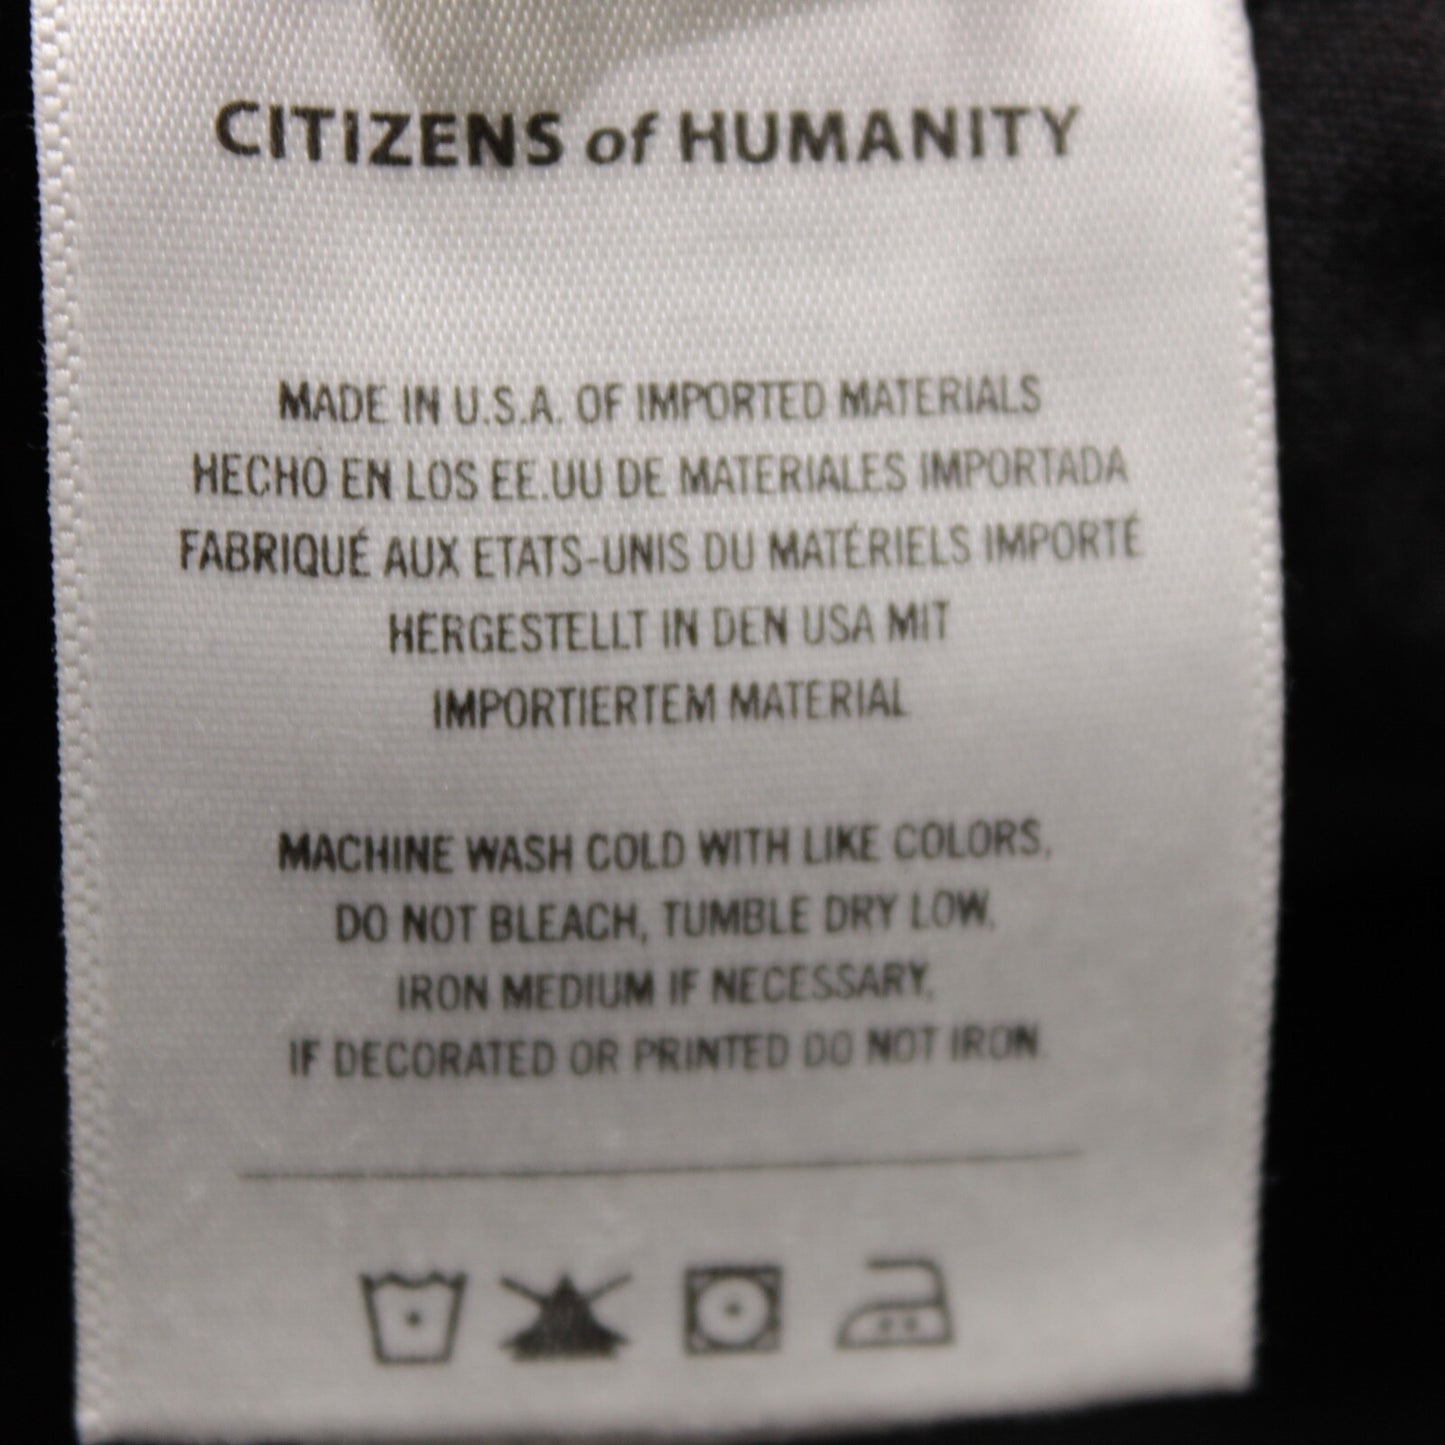 CITIZENS of HUMANITY
MADE IN U.S.A. OF IMPORTED MATERIALS
HECHO EN LOS EE.UU DE MATERIALES IMPORTADA
FABRIQUÉ AUX ETATS-UNIS DU MATÉRIELS IMPORTÉ
HERGESTELLT IN DEN USA MIT
IMPORTIERTEM MATERIAL
MACHINE WASH COLD WITH LIKE COLORS,
DO NOT BLEACH, TUMBLE DRY LOW,
IRON MEDIUM IF NECESSARY,
IF DECORATED OR PRINTED DO NOT IRON.